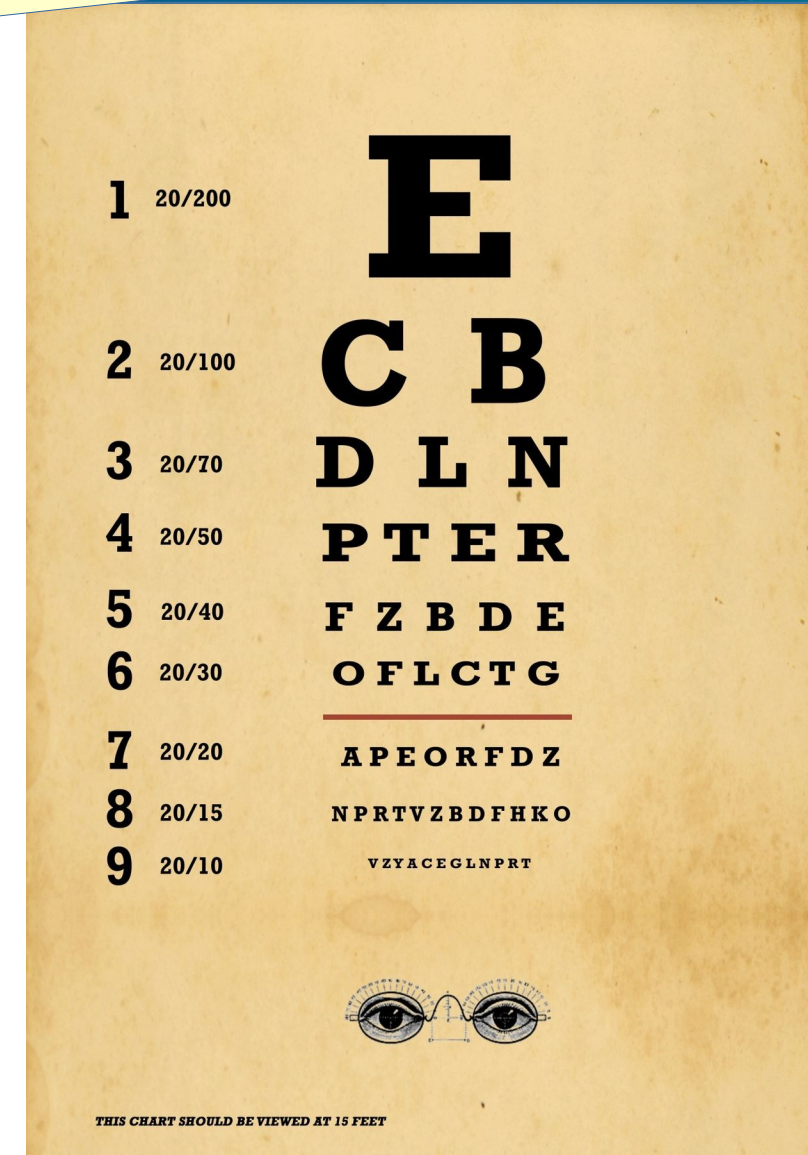 1 20/200 E
2 20/100 C B
3 20/70 D L N
4 20/50 P T E R
5 20/40 F Z B D E
6 20/30 O F L C T G
7 20/20 A P E O R F D Z
8 20/15 N P R T V Z B D F H K O
9 20/10 V Z Y A C E G L N P R T
THIS CHART SHOULD BE VIEWED AT 15 FEET